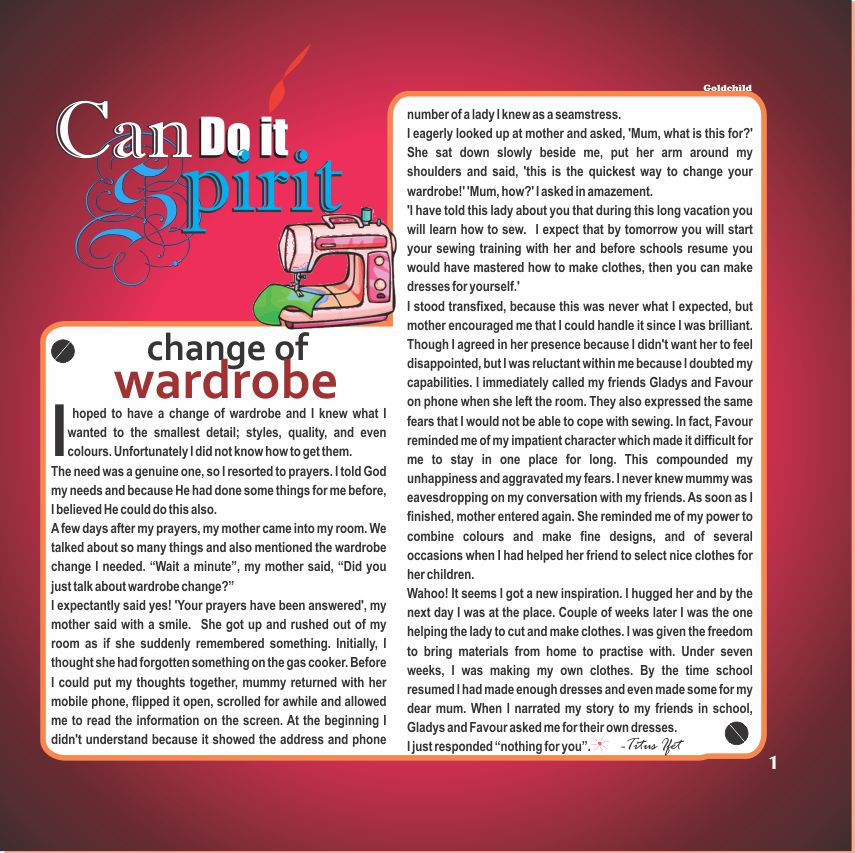 Goldchild
Can Do it
Spirit
change of
wardrobe
I hoped to have a change of wardrobe and I knew what I
wanted to the smallest detail; styles, quality, and even
colours. Unfortunately I did not know how to get them.
The need was a genuine one, so I resorted to prayers. I told God
my needs and because He had done some things for me before,
I believed He could do this also.
A few days after my prayers, my mother came into my room. We
talked about so many things and also mentioned the wardrobe
change I needed. “Wait a minute”, my mother said, “Did you
just talk about wardrobe change?”
I expectantly said yes! 'Your prayers have been answered', my
mother said with a smile. She got up and rushed out of my
room as if she suddenly remembered something. Initially, I
thought she had forgotten something on the gas cooker. Before
I could put my thoughts together, mummy returned with her
mobile phone, flipped it open, scrolled for awhile and allowed
me to read the information on the screen. At the beginning I
didn't understand because it showed the address and phone
number of a lady I knew as a seamstress.
I eagerly looked up at mother and asked, 'Mum, what is this for?'
She sat down slowly beside me, put her arm around my
shoulders and said, 'this is the quickest way to change your
wardrobe!' 'Mum, how?' I asked in amazement.
'I have told this lady about you that during this long vacation you
will learn how to sew. I expect that by tomorrow you will start
your sewing training with her and before schools resume you
would have mastered how to make clothes, then you can make
dresses for yourself.'
I stood transfixed, because this was never what I expected, but
mother encouraged me that I could handle it since I was brilliant.
Though I agreed in her presence because I didn't want her to feel
disappointed, but I was reluctant within me because I doubted my
capabilities. I immediately called my friends Gladys and Favour
on phone when she left the room. They also expressed the same
fears that I would not be able to cope with sewing. In fact, Favour
reminded me of my impatient character which made it difficult for
me to stay in one place for long. This compounded my
unhappiness and aggravated my fears. I never knew mummy was
eavesdropping on my conversation with my friends. As soon as I
finished, mother entered again. She reminded me of my power to
combine colours and make fine designs, and of several
occasions when I had helped her friend to select nice clothes for
her children.
Wahoo! It seems I got a new inspiration. I hugged her and by the
next day I was at the place. Couple of weeks later I was the one
helping the lady to cut and make clothes. I was given the freedom
to bring materials from home to practise with. Under seven
weeks, I was making my own clothes. By the time school
resumed I had made enough dresses and even made some for my
dear mum. When I narrated my story to my friends in school,
Gladys and Favour asked me for their own dresses.
I just responded “nothing for you”. -Titus Yet
1